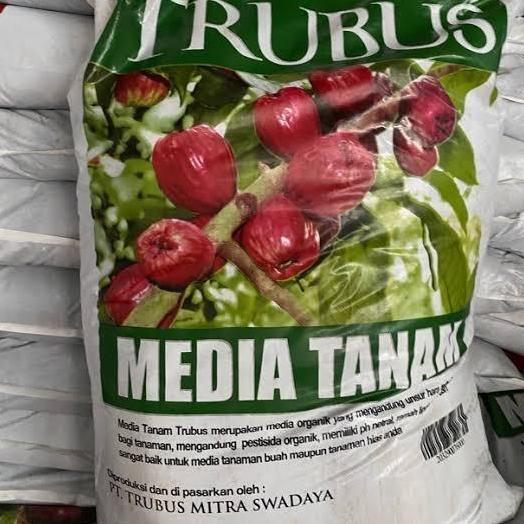 TRUBUS
MEDIA TANAM
Media Tanam Trubus merupakan media organik yang mengandung unsur hara
bagi tanaman, mengandung pestisida organik, memiliki ph netral, ramah
sangat baik untuk media tanaman buah maupun tanaman hias anda.
Diproduksi dan di pasarkan oleh :
PT. TRUBUS MITRA SWADAYA